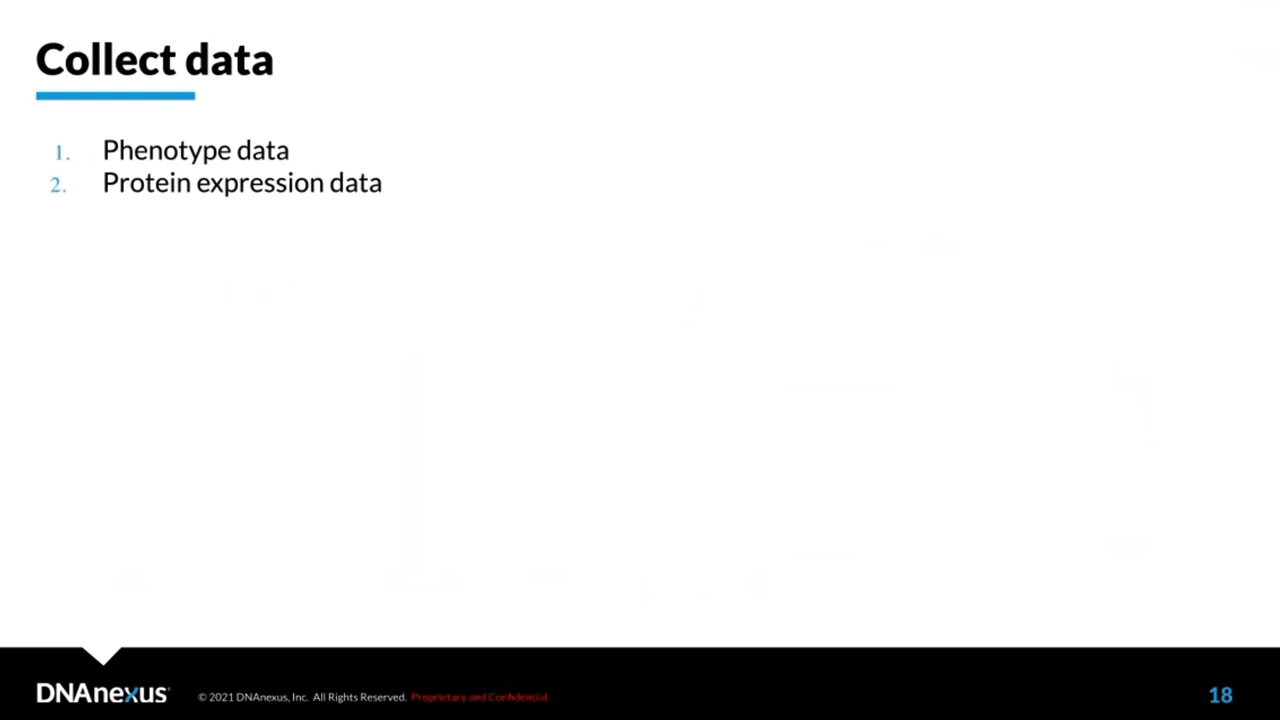 Collect data
1. Phenotype data
2. Protein expression data
DNAnexus
© 2021 DNAnexus, Inc. All Rights Reserved. Proprietary and Confidential
18